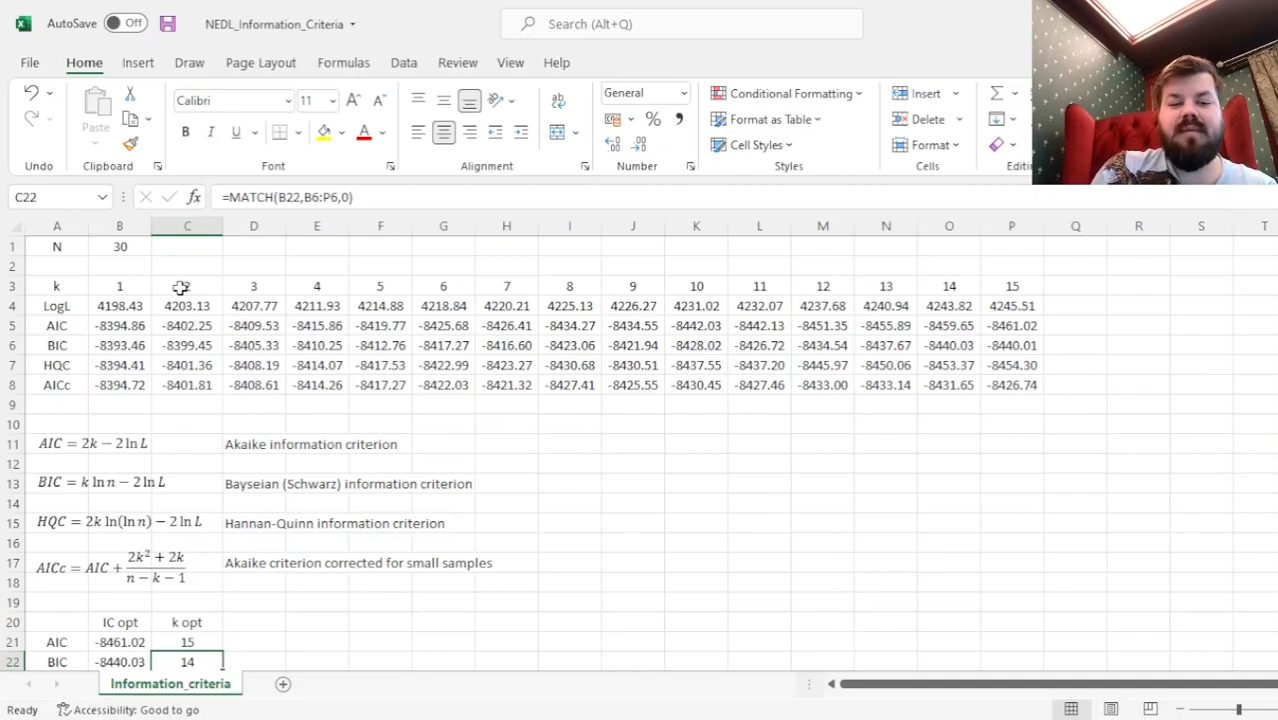 AutoSave Off NEDL_Information_Criteria Search (Alt+Q)
File Home Insert Draw Page Layout Formulas Data Review View Help
Calibri 11 General Conditional Formatting Insert
Paste Format as Table Delete
B I U Cell Styles Format
Undo Clipboard Font Alignment Number Styles Cells
C22 =MATCH(B22,B6:P6,0)
A B C D E F G H I J K L M N O P Q R S T
1 N 30
2
3 k 1 2 3 4 5 6 7 8 9 10 11 12 13 14 15
4 LogL 4198.43 4203.13 4207.77 4211.93 4214.88 4218.84 4220.21 4225.13 4226.27 4231.02 4232.07 4237.68 4240.94 4243.82 4245.51
5 AIC -8394.86 -8402.25 -8409.53 -8415.86 -8419.77 -8425.68 -8426.41 -8434.27 -8434.55 -8442.03 -8442.13 -8451.35 -8455.89 -8459.65 -8461.02
6 BIC -8393.46 -8399.45 -8405.33 -8410.25 -8412.76 -8417.27 -8416.60 -8423.06 -8421.94 -8428.02 -8426.72 -8434.54 -8437.67 -8440.03 -8440.01
7 HQC -8394.41 -8401.36 -8408.19 -8414.07 -8417.53 -8422.99 -8423.27 -8430.68 -8430.51 -8437.55 -8437.20 -8445.97 -8450.06 -8453.37 -8454.30
8 AICc -8394.72 -8401.81 -8408.61 -8414.26 -8417.27 -8422.03 -8421.32 -8427.41 -8425.55 -8430.45 -8427.46 -8433.00 -8433.14 -8431.65 -8426.74
9
10
11 AIC = 2k − 2 ln L Akaike information criterion
12
13 BIC = k ln n − 2 ln L Bayseian (Schwarz) information criterion
14
15 HQC = 2k ln(ln n) − 2 ln L Hannan-Quinn information criterion
16
17 AICc = AIC + (2k² + 2k)/(n − k − 1) Akaike criterion corrected for small samples
18
19
20 IC opt k opt
21 AIC -8461.02 15
22 BIC -8440.03 14
Information_criteria
Ready Accessibility: Good to go